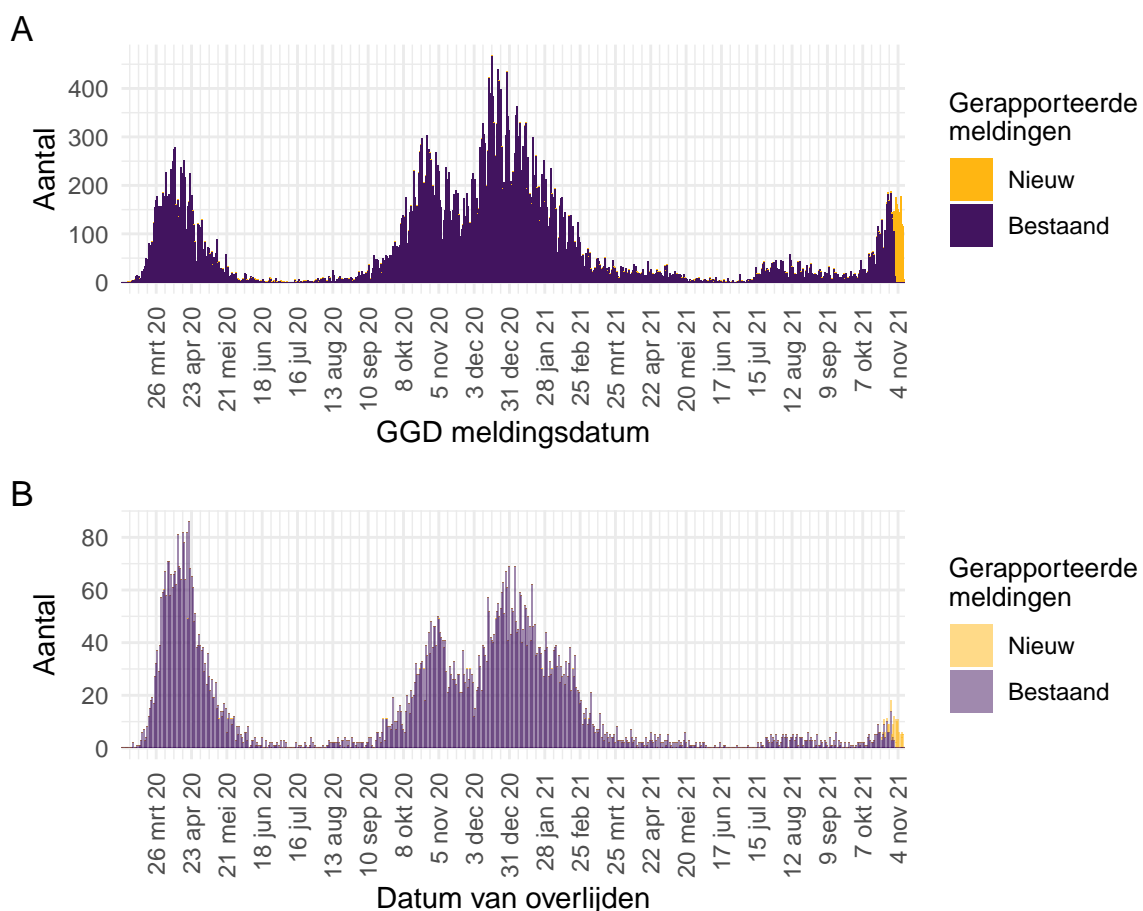 A
Aantal
400
300
200
100
0
26 mrt 20
23 apr 20
21 mei 20
18 jun 20
16 jul 20
13 aug 20
10 sep 20
8 okt 20
5 nov 20
3 dec 20
31 dec 20
28 jan 21
25 feb 21
25 mrt 21
22 apr 21
20 mei 21
17 jun 21
15 jul 21
12 aug 21
9 sep 21
7 okt 21
4 nov 21
GGD meldingsdatum
Gerapporteerde
meldingen
Nieuw
Bestaand
B
Aantal
80
60
40
20
0
26 mrt 20
23 apr 20
21 mei 20
18 jun 20
16 jul 20
13 aug 20
10 sep 20
8 okt 20
5 nov 20
3 dec 20
31 dec 20
28 jan 21
25 feb 21
25 mrt 21
22 apr 21
20 mei 21
17 jun 21
15 jul 21
12 aug 21
9 sep 21
7 okt 21
4 nov 21
Datum van overlijden
Gerapporteerde
meldingen
Nieuw
Bestaand